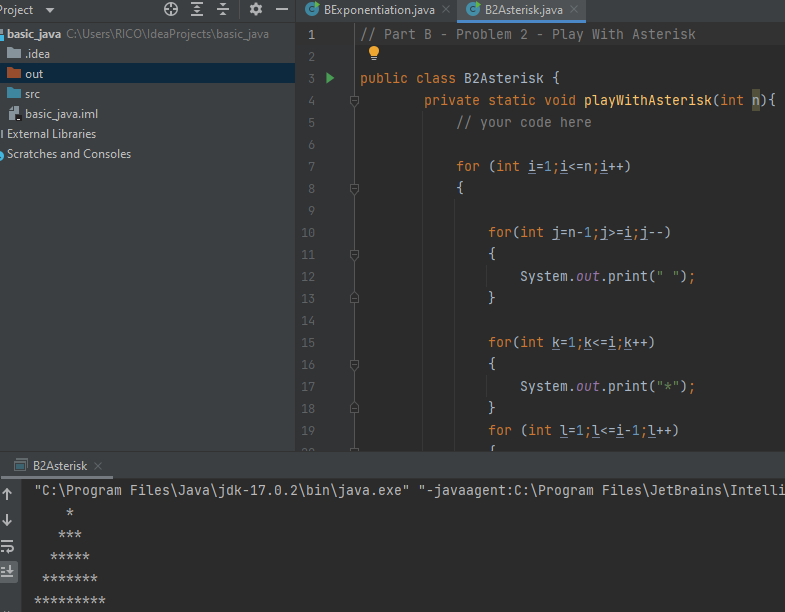 Project
BExponentiation.java
B2Asterisk.java
basic_java C:\Users\RICO\IdeaProjects\basic_java
.idea
out
src
basic_java.iml
External Libraries
Scratches and Consoles
1 // Part B - Problem 2 - Play With Asterisk
2
3 public class B2Asterisk {
4 private static void playWithAsterisk(int n){
5 // your code here
6
7 for (int i=1;i<=n;i++)
8 {
9
10 for(int j=n-1;j>=i;j--)
11 {
12 System.out.print(" ");
13 }
14
15 for(int k=1;k<=i;k++)
16 {
17 System.out.print("*");
18 }
19 for (int l=1;l<=i-1;l++)
20 {
B2Asterisk
"C:\Program Files\Java\jdk-17.0.2\bin\java.exe" "-javaagent:C:\Program Files\JetBrains\Intelli
*
***
*****
*******
*********